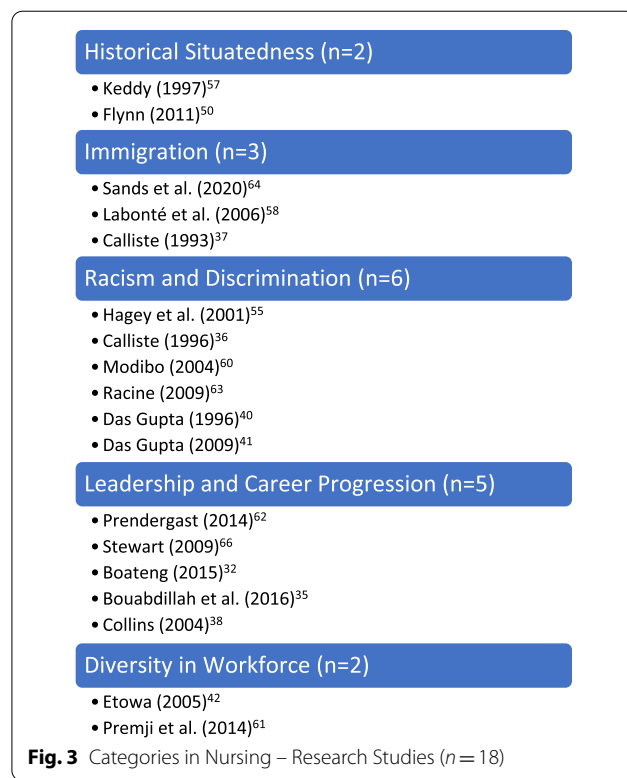 Historical Situatedness (n=2)
• Keddy (1997)57
• Flynn (2011)50
Immigration (n=3)
• Sands et al. (2020)64
• Labonté et al. (2006)58
• Calliste (1993)37
Racism and Discrimination (n=6)
• Hagey et al. (2001)55
• Calliste (1996)36
• Modibo (2004)60
• Racine (2009)63
• Das Gupta (1996)40
• Das Gupta (2009)41
Leadership and Career Progression (n=5)
• Prendergast (2014)62
• Stewart (2009)66
• Boateng (2015)32
• Bouabdillah et al. (2016)35
• Collins (2004)38
Diversity in Workforce (n=2)
• Etowa (2005)42
• Premji et al. (2014)61
Fig. 3 Categories in Nursing – Research Studies (n = 18)